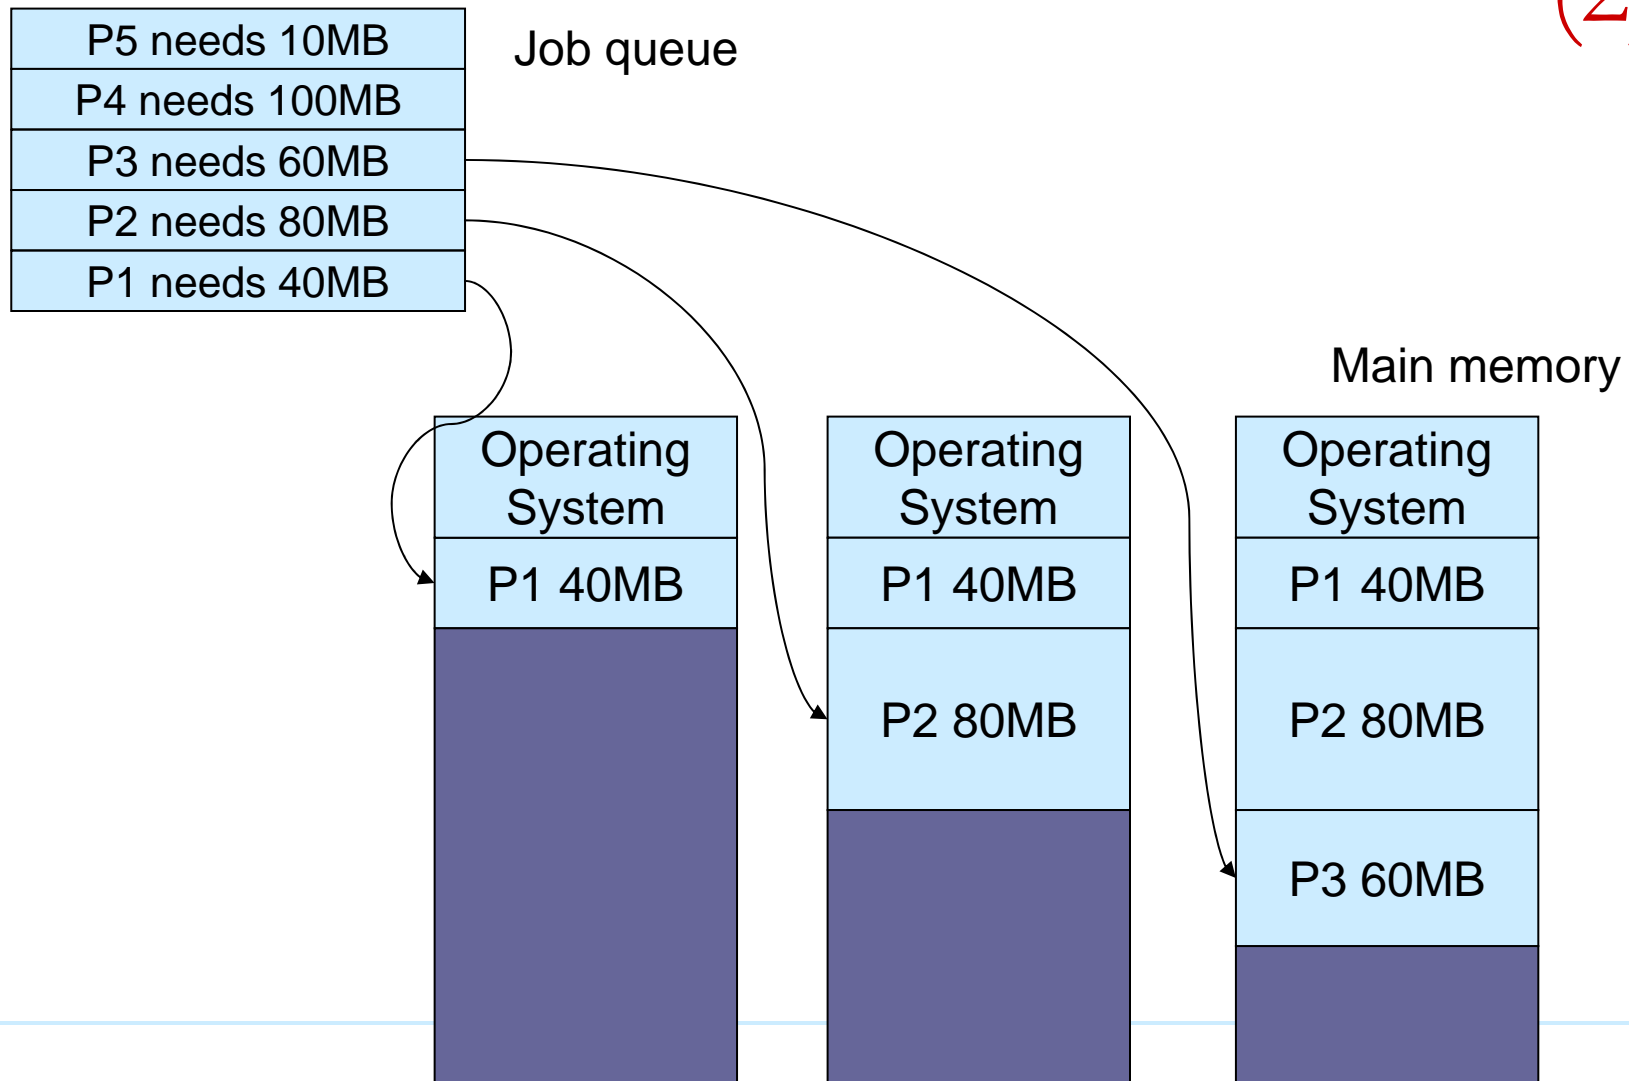 (2
P5 needs 10MB
Job queue
P4 needs 100MB
P3 needs 60MB
P2 needs 80MB
P1 needs 40MB
Main memory
Operating
System
P1 40MB
Operating
System
P1 40MB
P2 80MB
Operating
System
P1 40MB
P2 80MB
P3 60MB